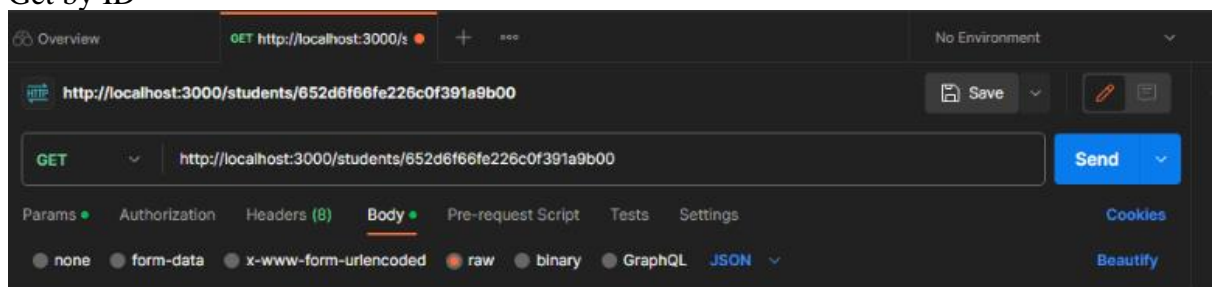 Get by ID
Overview GET http://localhost:3000/s No Environment
HTTP http://localhost:3000/students/652d6f66fe226c0f391a9b00 Save
GET http://localhost:3000/students/652d6f66fe226c0f391a9b00 Send
Params Authorization Headers (8) Body Pre-request Script Tests Settings Cookies
none form-data x-www-form-urlencoded raw binary GraphQL JSON Beautify